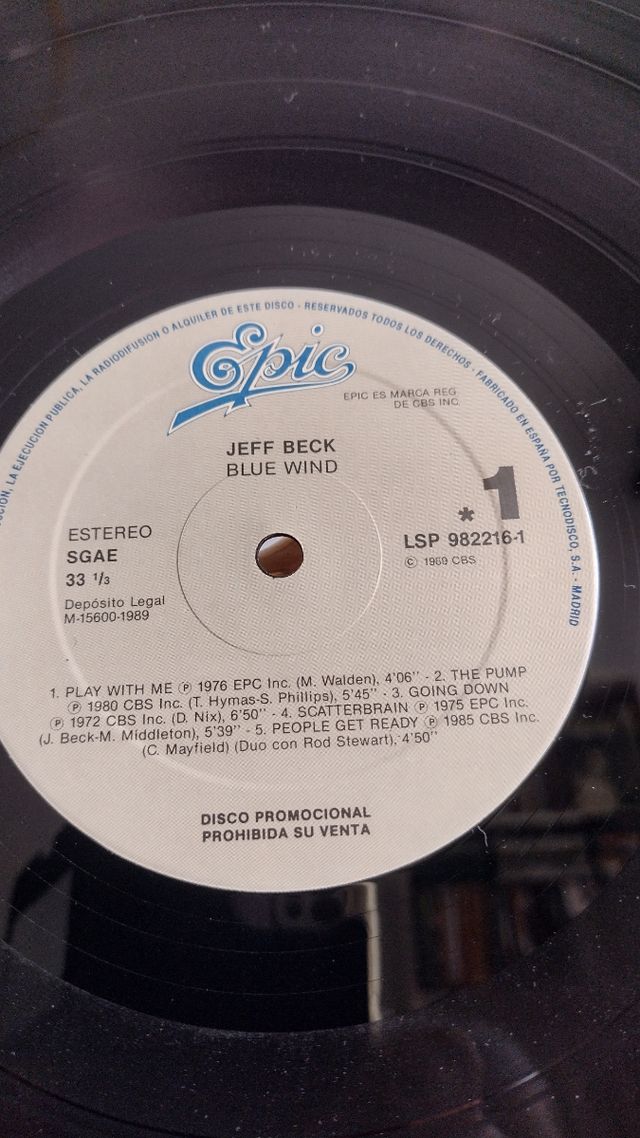 CION, LA EJECUCION PUBLICA, LA RADIODIFUSION O ALQUILER DE ESTE DISCO - RESERVADOS TODOS LOS DERECHOS - FABRICADO EN ESPAÑA POR TECNODISCO, S.A. - MADRID
Epic
EPIC ES MARCA REG.
DE CBS INC.
JEFF BECK
BLUE WIND
* 1
ESTEREO
SGAE
33 1/3
Depósito Legal
M-15600-1989
LSP 982216-1
© 1989 CBS
1. PLAY WITH ME ℗ 1976 EPC Inc. (M. Walden), 4'06'' - 2. THE PUMP
℗ 1980 CBS Inc. (T. Hymas-S. Phillips), 5'45'' - 3. GOING DOWN
℗ 1972 CBS Inc. (D. Nix), 6'50'' - 4. SCATTERBRAIN ℗ 1975 EPC Inc.
(J. Beck-M. Middleton), 5'39'' - 5. PEOPLE GET READY ℗ 1985 CBS Inc.
(C. Mayfield) (Duo con Rod Stewart), 4'50''
DISCO PROMOCIONAL
PROHIBIDA SU VENTA